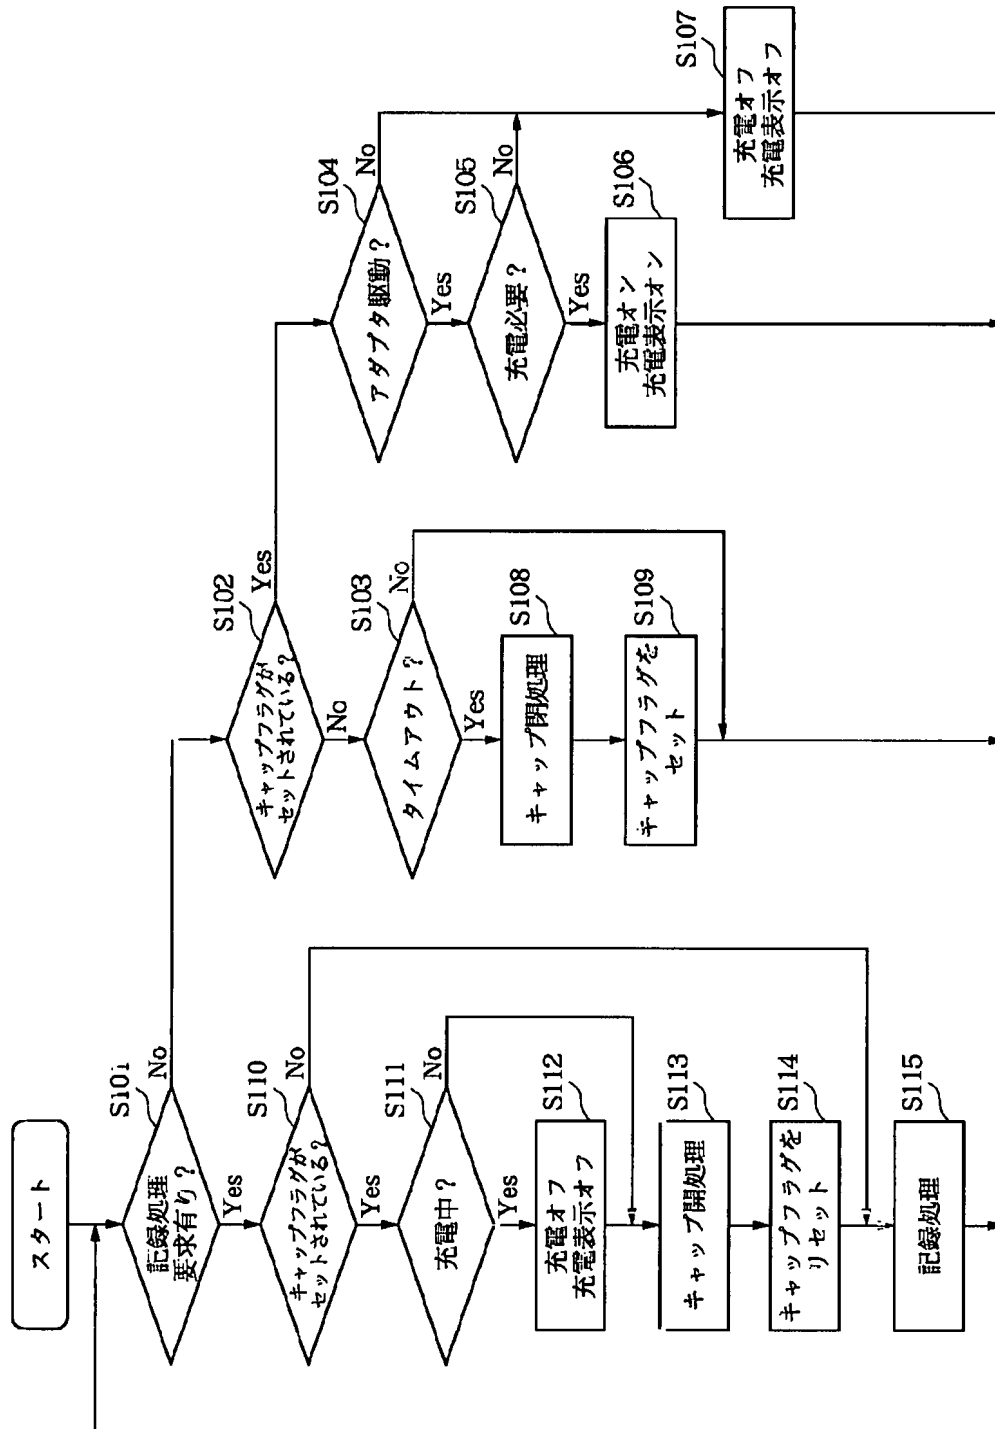 スタート
S101
記録処理
要求有り?
No
Yes
S110
キャップフラグが
セットされている?
No
Yes
S111
充電中?
No
Yes
S112
充電オフ
充電表示オフ
S113
キャップ開処理
S114
キャップフラグを
リセット
S115
記録処理
S102
キャップフラグが
セットされている?
Yes
No
S103
タイムアウト?
No
Yes
S108
キャップ閉処理
S109
キャップフラグを
セット
S104
アダプタ駆動?
No
Yes
S105
充電必要?
No
Yes
S106
充電オン
充電表示オン
S107
充電オフ
充電表示オフ